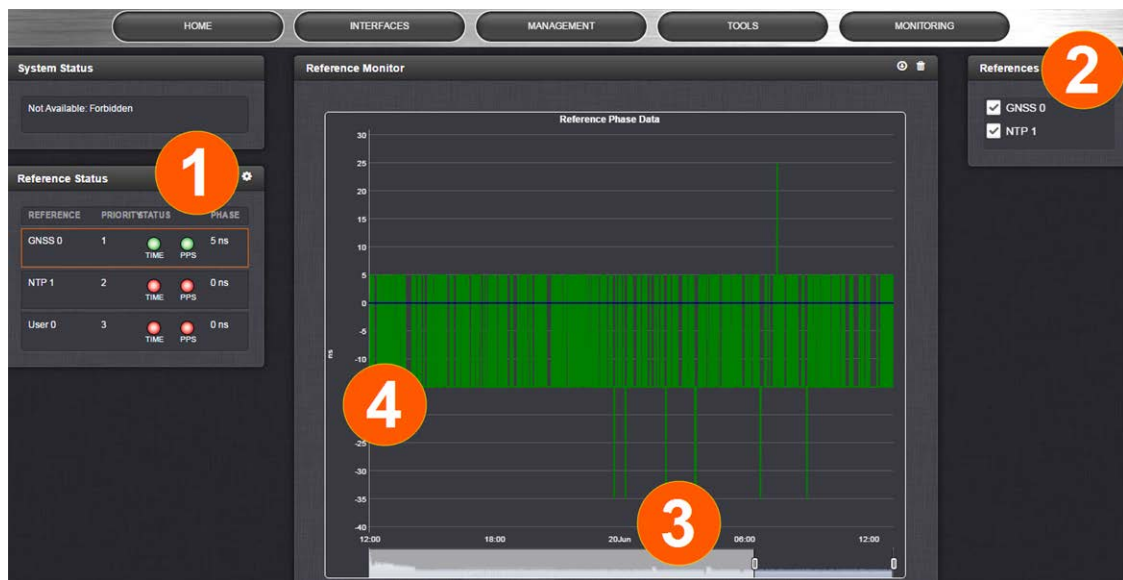 HOME
INTERFACES
MANAGEMENT
TOOLS
MONITORING
System Status
Not Available: Forbidden
1
Reference Status
REFERENCE PRIORITY STATUS PHASE
GNSS 0 1 TIME PPS 5 ns
NTP 1 2 TIME PPS 0 ns
User 0 3 TIME PPS 0 ns
Reference Monitor
Reference Phase Data
30
25
20
15
10
5
0
-5
-10
ns
4
-25
-30
-35
-40
12:00 18:00 20Jun 06:00 12:00
3
References
2
GNSS 0
NTP 1